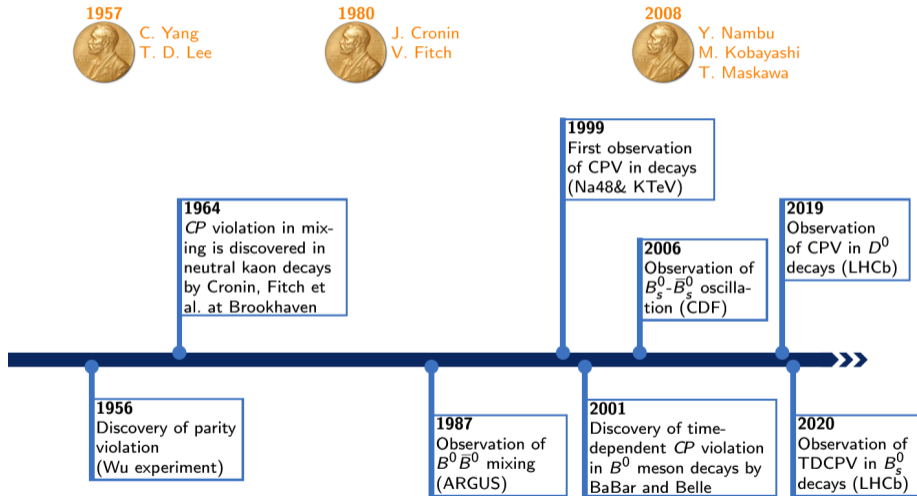 1957
C. Yang
T. D. Lee
1980
J. Cronin
V. Fitch
2008
Y. Nambu
M. Kobayashi
T. Maskawa
1999
First observation
of CPV in decays
(Na48& KTeV)
1964
CP violation in mix-
ing is discovered in
neutral kaon decays
by Cronin, Fitch et
al. at Brookhaven
2006
Observation of
B⁰ₛ-B̄⁰ₛ oscilla-
tion (CDF)
2019
Observation
of CPV in D⁰
decays (LHCb)
1956
Discovery of parity
violation
(Wu experiment)
1987
Observation of
B⁰B̄⁰ mixing
(ARGUS)
2001
Discovery of time-
dependent CP violation
in B⁰ meson decays by
BaBar and Belle
2020
Observation of
TDCPV in B⁰ₛ
decays (LHCb)